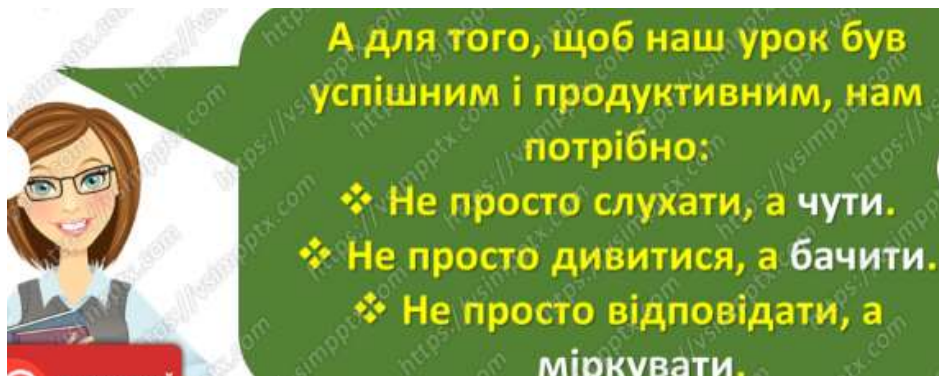 А для того, щоб наш урок був
успішним і продуктивним, нам
потрібно:
❖ Не просто слухати, а чути.
❖ Не просто дивитися, а бачити.
❖ Не просто відповідати, а
міркувати.